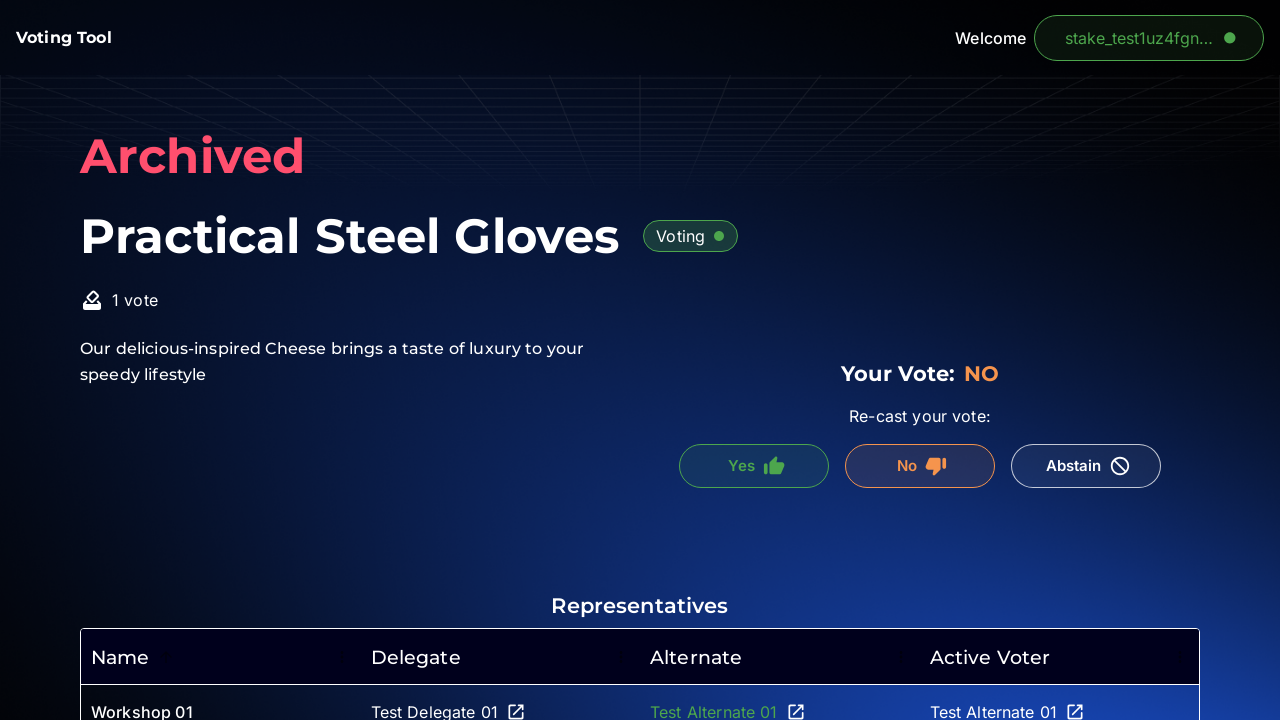 Voting Tool
Welcome
stake_test1uz4fgn...
Archived
Practical Steel Gloves
Voting
1 vote
Our delicious-inspired Cheese brings a taste of luxury to your
speedy lifestyle
Your Vote: NO
Re-cast your vote:
Yes
No
Abstain
Representatives
Name Delegate Alternate Active Voter
Workshop 01 Test Delegate 01 Test Alternate 01 Test Alternate 01